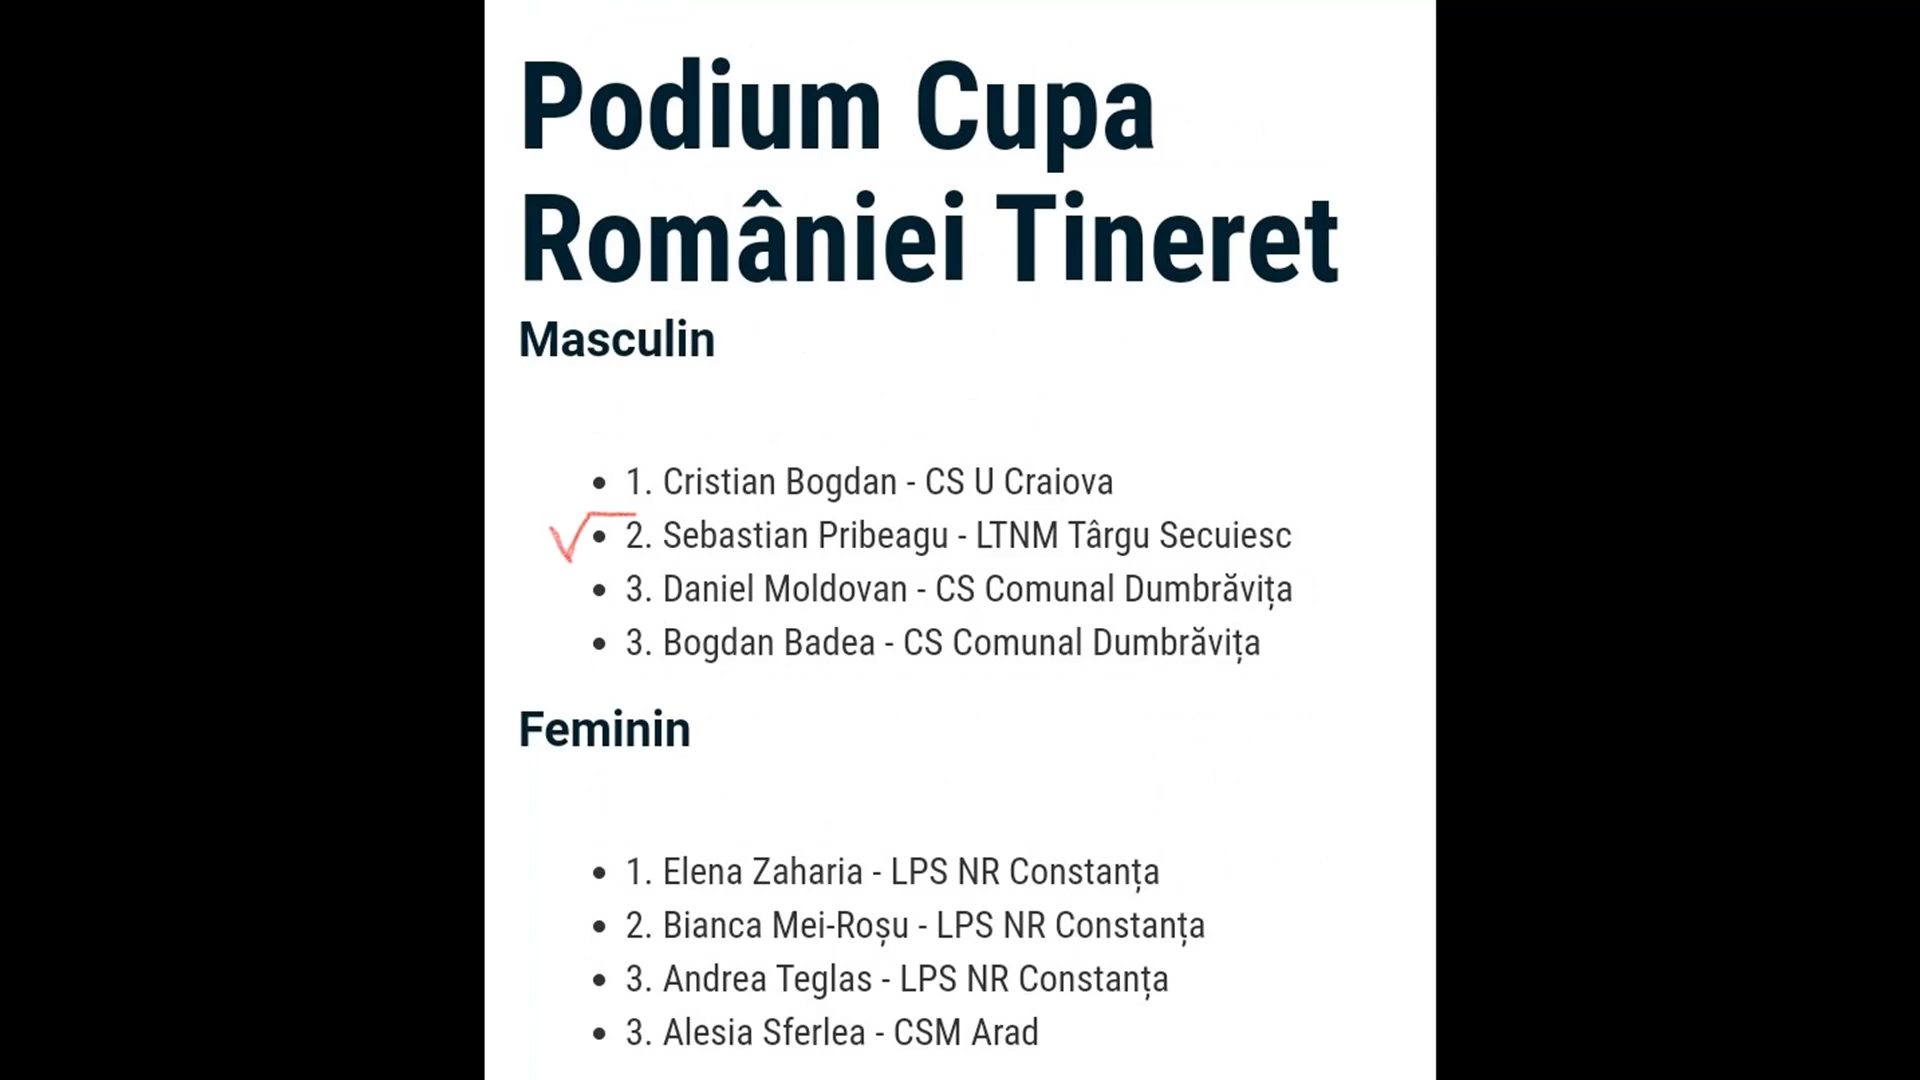 Podium Cupa
României Tineret
Masculin
• 1. Cristian Bogdan - CS U Craiova
• 2. Sebastian Pribeagu - LTNM Târgu Secuiesc
• 3. Daniel Moldovan - CS Comunal Dumbrăvița
• 3. Bogdan Badea - CS Comunal Dumbrăvița
Feminin
• 1. Elena Zaharia - LPS NR Constanța
• 2. Bianca Mei-Roșu - LPS NR Constanța
• 3. Andrea Teglas - LPS NR Constanța
• 3. Alesia Sferlea - CSM Arad